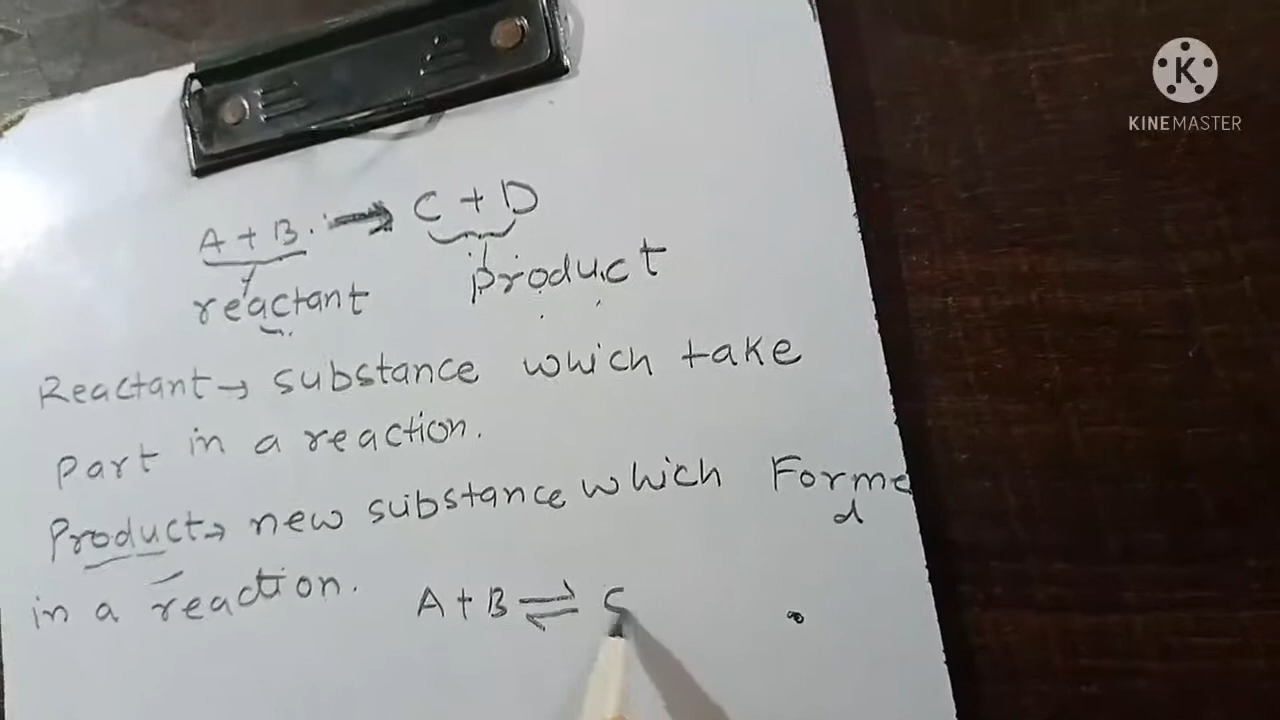 A + B. → C + D
reactant product
Reactant → substance which take
part in a reaction.
Product → new substance which Formed
in a reaction.
A + B ⇌ C
K
KINEMASTER